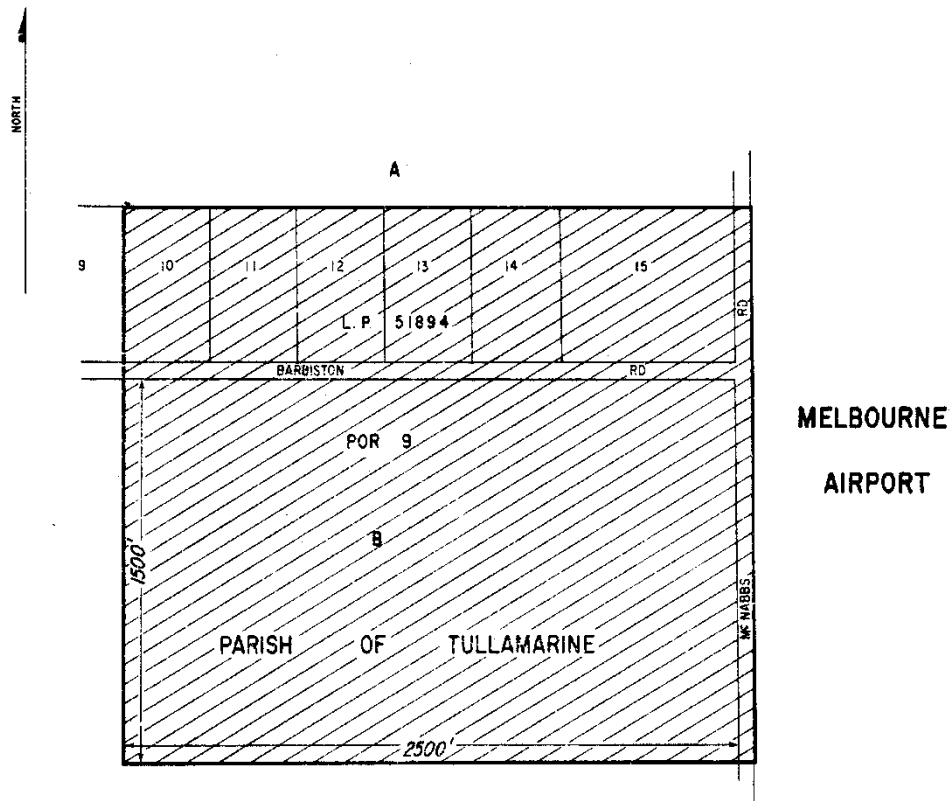 NORTH
A
9 10 11 12 13 14 15
RD
L. P. 51894
BARBISTON RD
MELBOURNE
AIRPORT
POR 9
B
1500'
Mc NABBS
PARISH OF TULLAMARINE
2500'